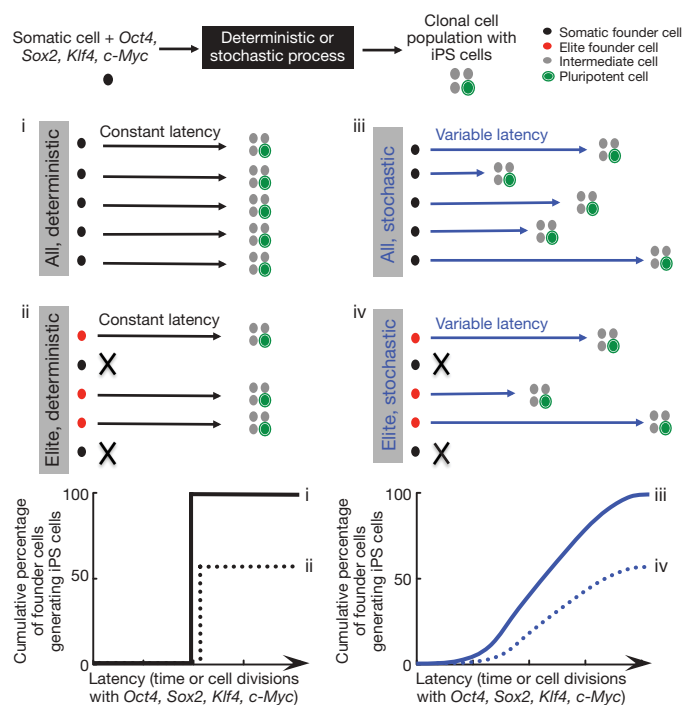 Somatic cell + Oct4,
Sox2, Klf4, c-Myc
Deterministic or
stochastic process
Clonal cell
population with
iPS cells
Somatic founder cell
Elite founder cell
Intermediate cell
Pluripotent cell
i
All, deterministic
Constant latency
iii
All, stochastic
Variable latency
ii
Elite, deterministic
Constant latency
X
X
iv
Elite, stochastic
Variable latency
X
X
Cumulative percentage
of founder cells
generating iPS cells
100
50
0
i
ii
Latency (time or cell divisions
with Oct4, Sox2, Klf4, c-Myc)
Cumulative percentage
of founder cells
generating iPS cells
100
50
0
iii
iv
Latency (time or cell divisions
with Oct4, Sox2, Klf4, c-Myc)